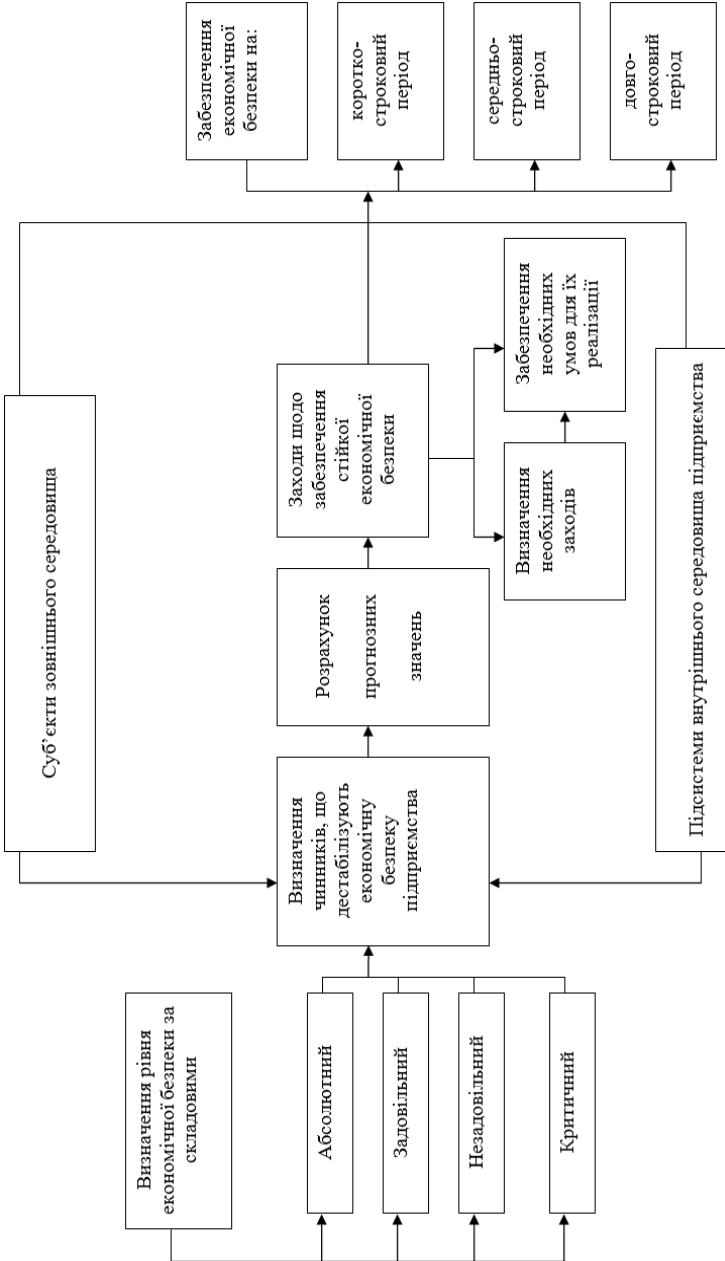 Визначення рівня
економічної безпеки за
складовими
Абсолютний
Задовільний
Незадовільний
Критичний
Суб’єкти зовнішнього середовища
Визначення
чинників, що
дестабілізують
економічну
безпеку
підприємства
Розрахунок
прогнозних
значень
Заходи щодо
забезпечення
стійкої
економічної
безпеки
Визначення
необхідних
заходів
Забезпечення
необхідних
умов для їх
реалізації
Підсистеми внутрішнього середовища підприємства
Забезпечення
економічної
безпеки на:
коротко-
строковий
період
середньо-
строковий
період
довго-
строковий
період